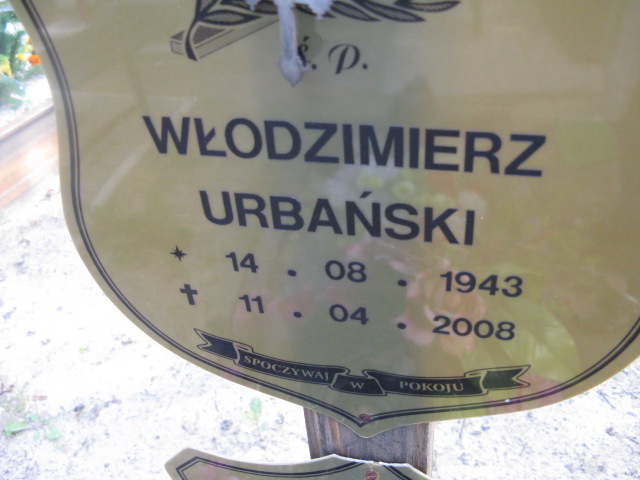 Ś. P.
WŁODZIMIERZ
URBAŃSKI
14 . 08 . 1943
11 . 04 . 2008
SPOCZYWAJ W POKOJU